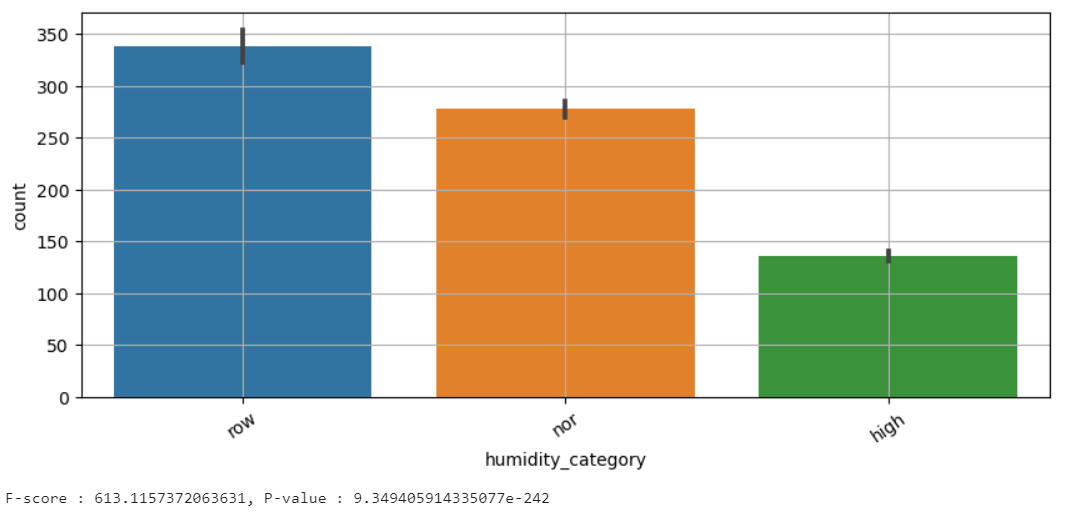 350
300
250
200
150
100
50
0
count
row nor high
humidity_category
F-score : 613.1157372063631, P-value : 9.349405914335077e-242